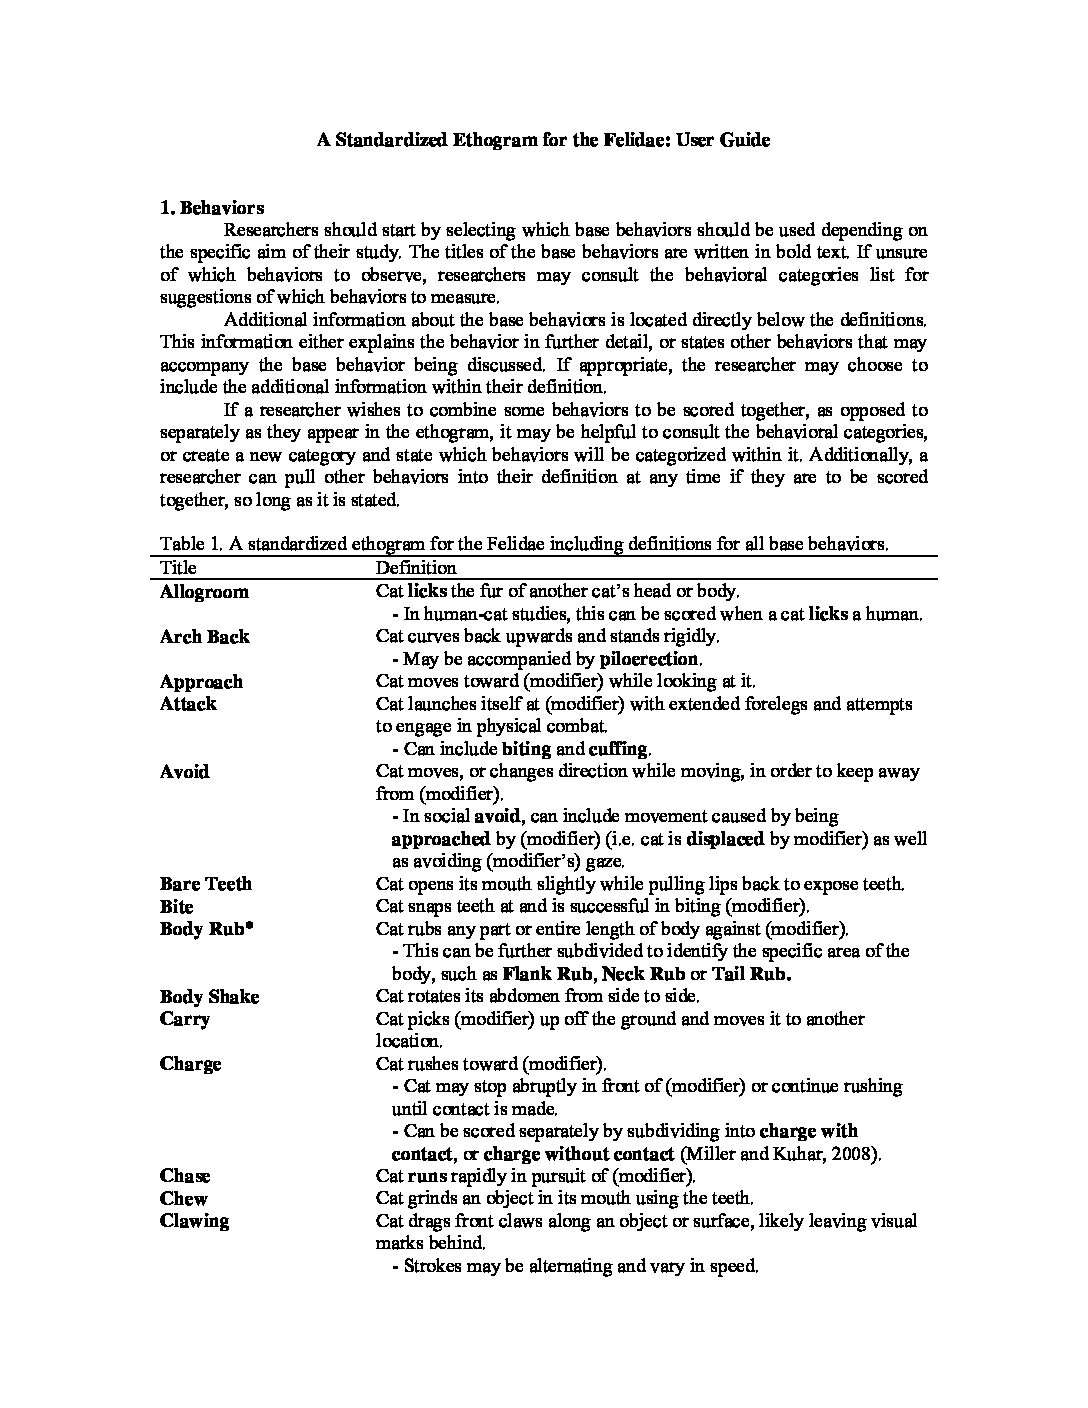 A Standardized Ethogram for the Felidae: User Guide
1. Behaviors
Researchers should start by selecting which base behaviors should be used depending on
the specific aim of their study. The titles of the base behaviors are written in bold text. If unsure
of which behaviors to observe, researchers may consult the behavioral categories list for
suggestions of which behaviors to measure.
Additional information about the base behaviors is located directly below the definitions.
This information either explains the behavior in further detail, or states other behaviors that may
accompany the base behavior being discussed. If appropriate, the researcher may choose to
include the additional information within their definition.
If a researcher wishes to combine some behaviors to be scored together, as opposed to
separately as they appear in the ethogram, it may be helpful to consult the behavioral categories,
or create a new category and state which behaviors will be categorized within it. Additionally, a
researcher can pull other behaviors into their definition at any time if they are to be scored
together, so long as it is stated.
Table 1. A standardized ethogram for the Felidae including definitions for all base behaviors.
Title Definition
Allogroom Cat licks the fur of another cat's head or body.
- In human-cat studies, this can be scored when a cat licks a human.
Arch Back Cat curves back upwards and stands rigidly.
- May be accompanied by piloerection.
Approach Cat moves toward (modifier) while looking at it.
Attack Cat launches itself at (modifier) with extended forelegs and attempts
to engage in physical combat.
- Can include biting and cuffing.
Avoid Cat moves, or changes direction while moving, in order to keep away
from (modifier).
- In social avoid, can include movement caused by being
approached by (modifier) (i.e. cat is displaced by modifier) as well
as avoiding (modifier's) gaze.
Bare Teeth Cat opens its mouth slightly while pulling lips back to expose teeth.
Bite Cat snaps teeth at and is successful in biting (modifier).
Body Rub* Cat rubs any part or entire length of body against (modifier).
- This can be further subdivided to identify the specific area of the
body, such as Flank Rub, Neck Rub or Tail Rub.
Body Shake Cat rotates its abdomen from side to side.
Carry Cat picks (modifier) up off the ground and moves it to another
location.
Charge Cat rushes toward (modifier).
- Cat may stop abruptly in front of (modifier) or continue rushing
until contact is made.
- Can be scored separately by subdividing into charge with
contact, or charge without contact (Miller and Kuhar, 2008).
Chase Cat runs rapidly in pursuit of (modifier).
Chew Cat grinds an object in its mouth using the teeth.
Clawing Cat drags front claws along an object or surface, likely leaving visual
marks behind.
- Strokes may be alternating and vary in speed.